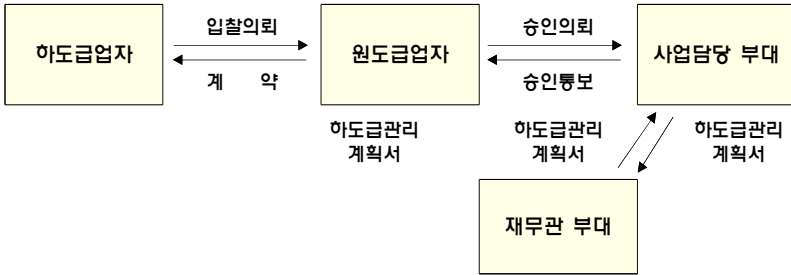 입찰의뢰
승인의뢰
하도급업자
원도급업자
사업담당 부대
계 약
승인통보
하도급관리
계획서
하도급관리
계획서
하도급관리
계획서
재무관 부대